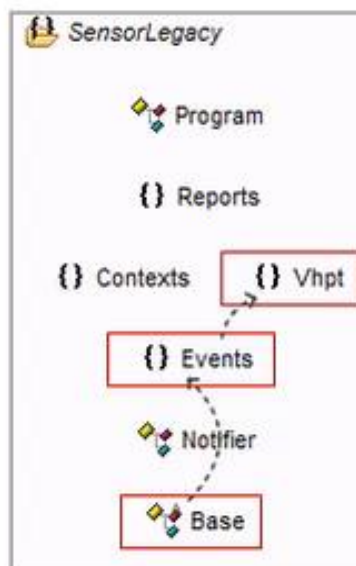 {} SensorLegacy
Program
{} Reports
{} Contexts {} Vhpt
{} Events
Notifier
Base